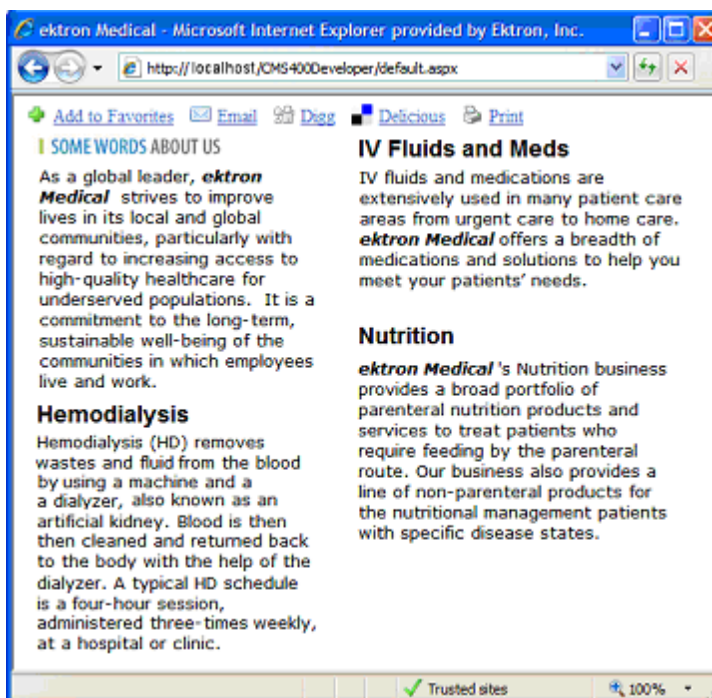 ektron Medical - Microsoft Internet Explorer provided by Ektron, Inc.
http://localhost/CMS400Developer/default.aspx
Add to Favorites Email Digg Delicious Print
SOME WORDS ABOUT US
As a global leader, ektron
Medical strives to improve
lives in its local and global
communities, particularly with
regard to increasing access to
high-quality healthcare for
underserved populations. It is a
commitment to the long-term,
sustainable well-being of the
communities in which employees
live and work.
Hemodialysis
Hemodialysis (HD) removes
wastes and fluid from the blood
by using a machine and a
a dialyzer, also known as an
artificial kidney. Blood is then
then cleaned and returned back
to the body with the help of the
dialyzer. A typical HD schedule
is a four-hour session,
administered three-times weekly,
at a hospital or clinic.
IV Fluids and Meds
IV fluids and medications are
extensively used in many patient care
areas from urgent care to home care.
ektron Medical offers a breadth of
medications and solutions to help you
meet your patients' needs.
Nutrition
ektron Medical 's Nutrition business
provides a broad portfolio of
parenteral nutrition products and
services to treat patients who
require feeding by the parenteral
route. Our business also provides a
line of non-parenteral products for
the nutritional management patients
with specific disease states.
Trusted sites 100%